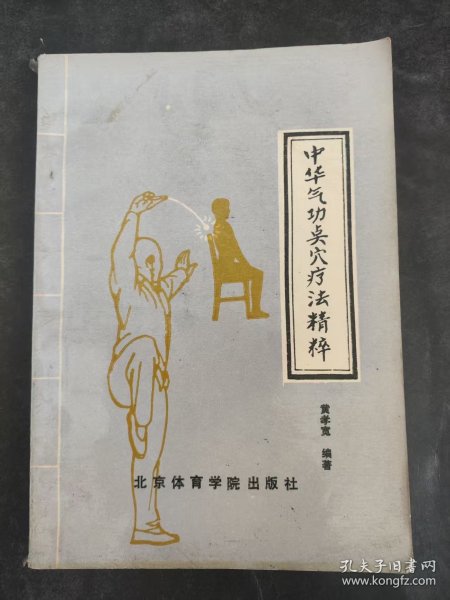 中华气功点穴疗法精粹
黄孝宽 编著
北京体育学院出版社
孔夫子旧书网
www.kongfz.com